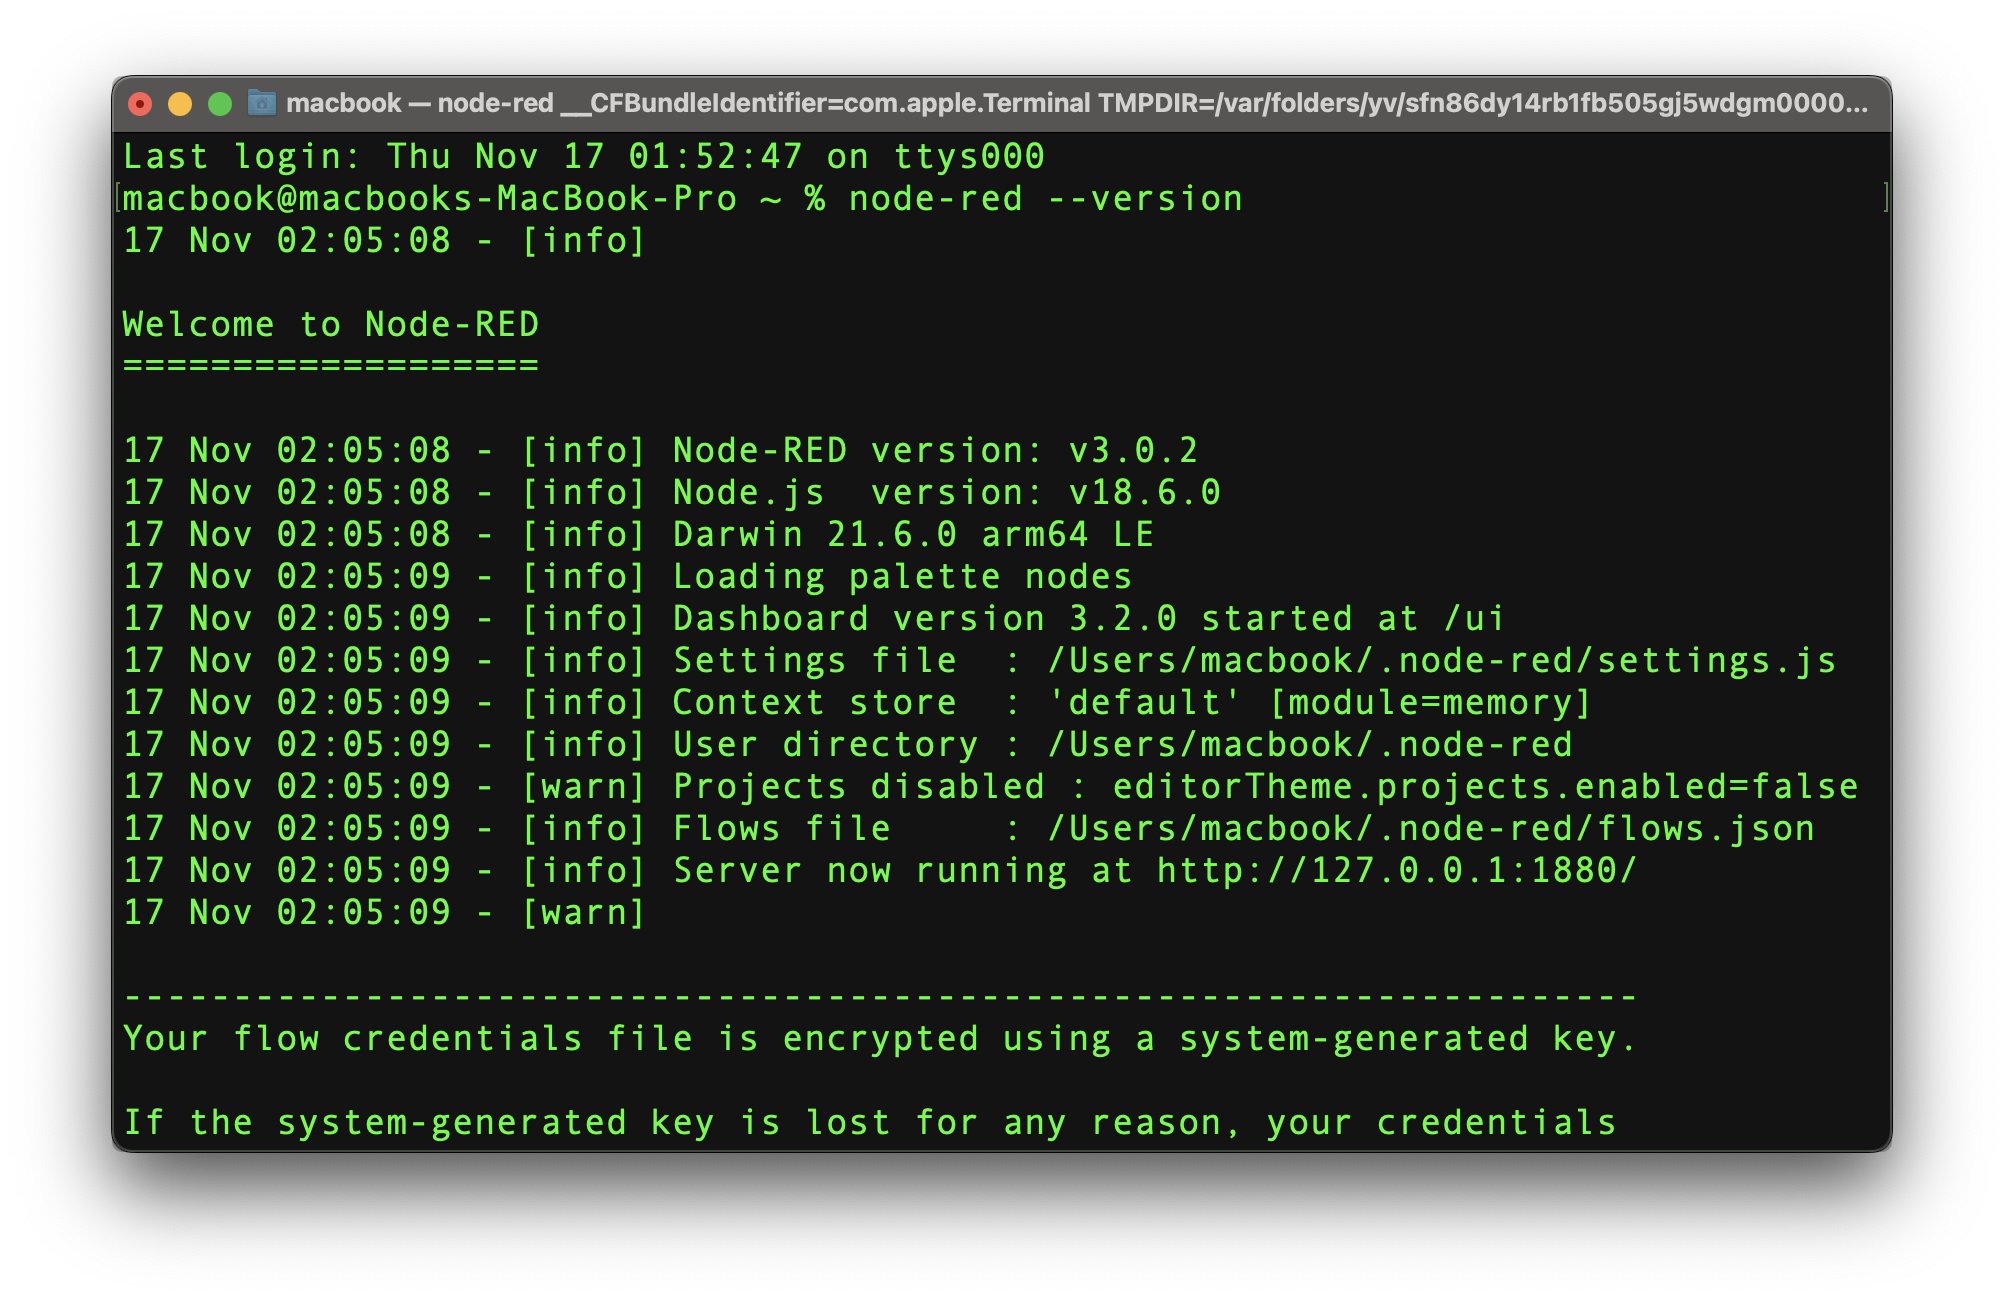 macbook — node-red __CFBundleIdentifier=com.apple.Terminal TMPDIR=/var/folders/yv/sfn86dy14rb1fb505gj5wdgm0000...
Last login: Thu Nov 17 01:52:47 on ttys000
[macbook@macbooks-MacBook-Pro ~ % node-red --version ]
17 Nov 02:05:08 - [info]
Welcome to Node-RED
===================
17 Nov 02:05:08 - [info] Node-RED version: v3.0.2
17 Nov 02:05:08 - [info] Node.js  version: v18.6.0
17 Nov 02:05:08 - [info] Darwin 21.6.0 arm64 LE
17 Nov 02:05:09 - [info] Loading palette nodes
17 Nov 02:05:09 - [info] Dashboard version 3.2.0 started at /ui
17 Nov 02:05:09 - [info] Settings file  : /Users/macbook/.node-red/settings.js
17 Nov 02:05:09 - [info] Context store  : 'default' [module=memory]
17 Nov 02:05:09 - [info] User directory : /Users/macbook/.node-red
17 Nov 02:05:09 - [warn] Projects disabled : editorTheme.projects.enabled=false
17 Nov 02:05:09 - [info] Flows file     : /Users/macbook/.node-red/flows.json
17 Nov 02:05:09 - [info] Server now running at http://127.0.0.1:1880/
17 Nov 02:05:09 - [warn]
---------------------------------------------------------------------
Your flow credentials file is encrypted using a system-generated key.
If the system-generated key is lost for any reason, your credentials